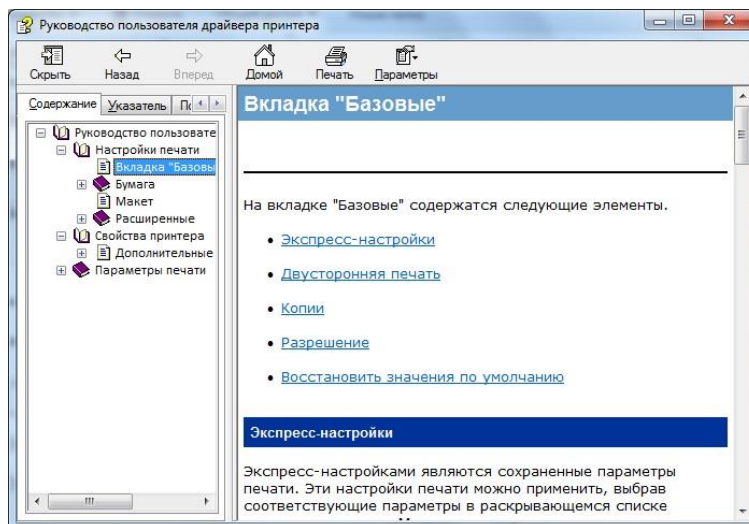 Руководство пользователя драйвера принтера
Скрыть Назад Вперед Домой Печать Параметры
Содержание Указатель
Вкладка "Базовые"
Руководство пользовате
Настройки печати
Вкладка "Базовы
Бумага
Макет
Расширенные
Свойства принтера
Дополнительные
Параметры печати
На вкладке "Базовые" содержатся следующие элементы.
Экспресс-настройки
Двусторонняя печать
Копии
Разрешение
Восстановить значения по умолчанию
Экспресс-настройки
Экспресс-настройками являются сохраненные параметры
печати. Эти настройки печати можно применить, выбрав
соответствующие параметры в раскрывающемся списке